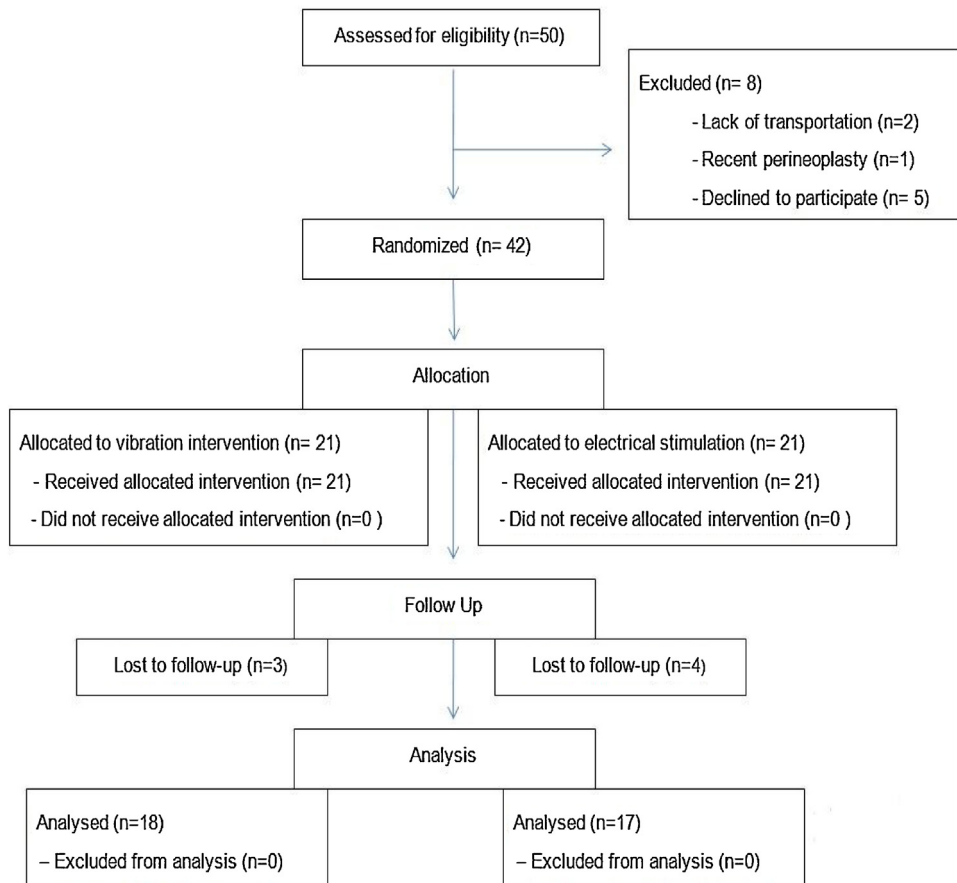 Assessed for eligibility (n=50)
Excluded (n= 8)
- Lack of transportation (n=2)
- Recent perineoplasty (n=1)
- Declined to participate (n= 5)
Randomized (n= 42)
Allocation
Allocated to vibration intervention (n= 21)
- Received allocated intervention (n= 21)
- Did not receive allocated intervention (n=0 )
Allocated to electrical stimulation (n= 21)
- Received allocated intervention (n= 21)
- Did not receive allocated intervention (n=0 )
Follow Up
Lost to follow-up (n=3)
Lost to follow-up (n=4)
Analysis
Analysed (n=18)
– Excluded from analysis (n=0)
Analysed (n=17)
– Excluded from analysis (n=0)